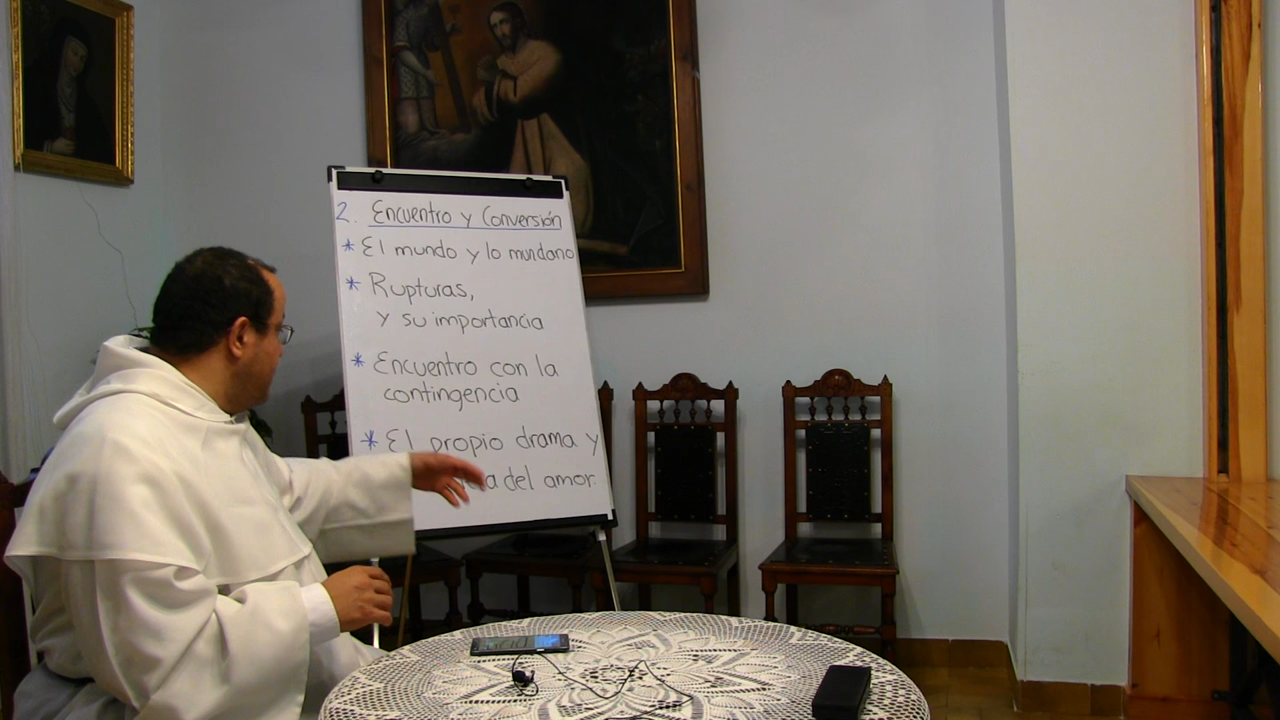 2. Encuentro y Conversión
* El mundo y lo mundano
* Rupturas,
y su importancia
* Encuentro con la
contingencia
* El propio drama y
del amor.